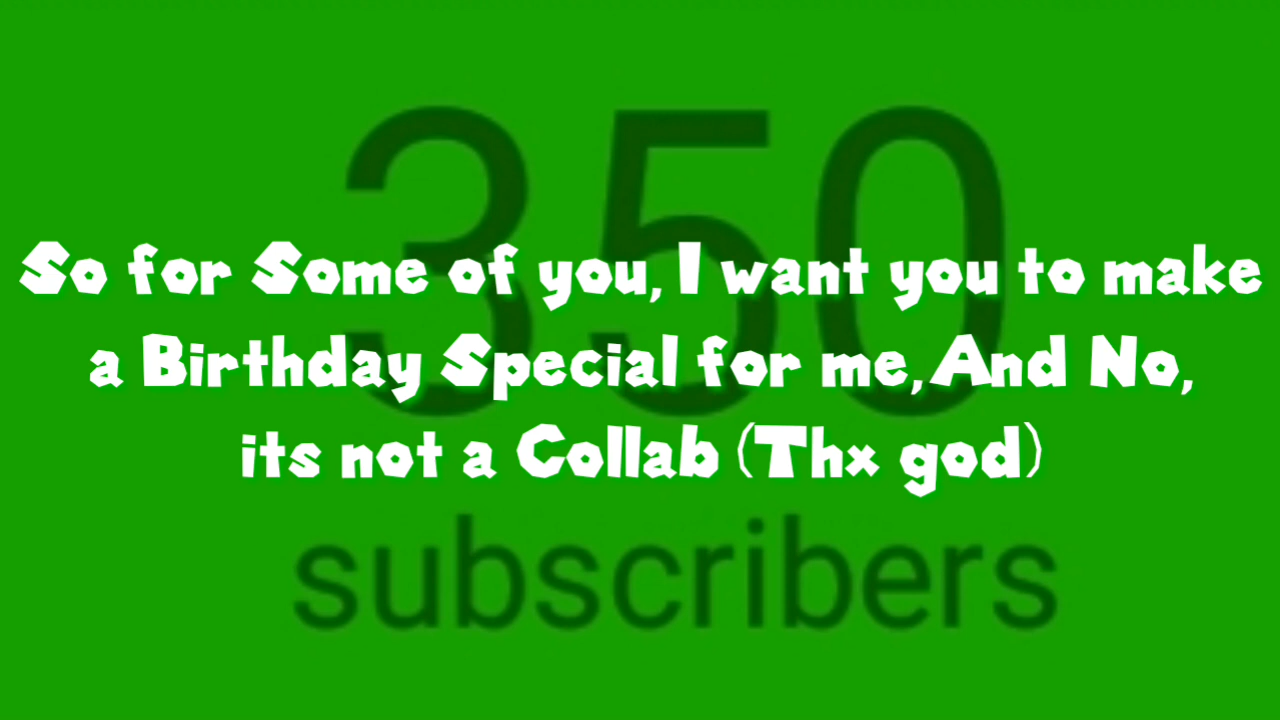 350
So for Some of you, I want you to make
a Birthday Special for me, And No,
its not a Collab (Thx god)
subscribers